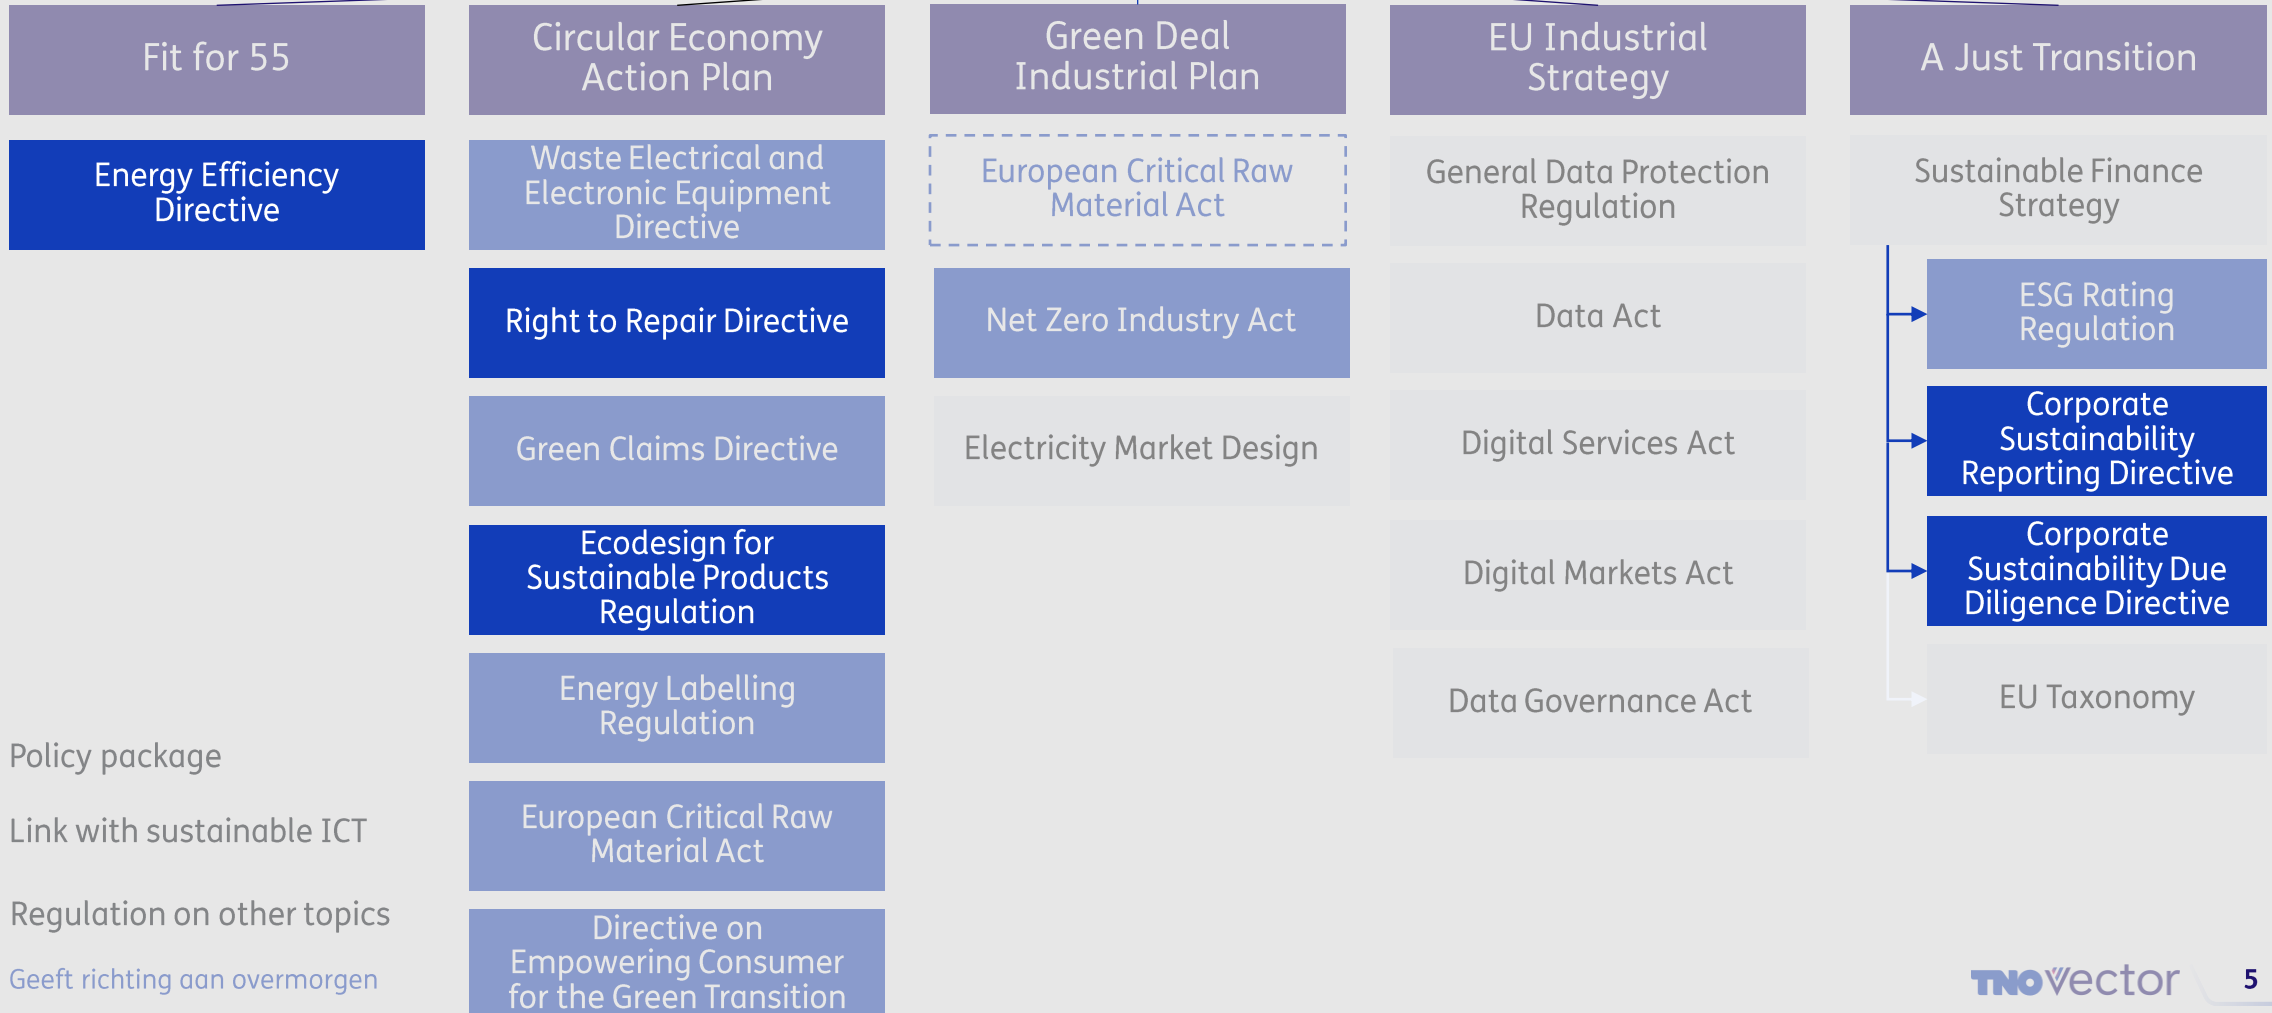 Fit for 55
Circular Economy
Action Plan
Green Deal
Industrial Plan
EU Industrial
Strategy
A Just Transition
Energy Efficiency
Directive
Waste Electrical and
Electronic Equipment
Directive
Right to Repair Directive
Green Claims Directive
Ecodesign for
Sustainable Products
Regulation
Energy Labelling
Regulation
European Critical Raw
Material Act
Directive on
Empowering Consumer
for the Green Transition
European Critical Raw
Material Act
Net Zero Industry Act
Electricity Market Design
General Data Protection
Regulation
Data Act
Digital Services Act
Digital Markets Act
Data Governance Act
Sustainable Finance
Strategy
ESG Rating
Regulation
Corporate
Sustainability
Reporting Directive
Corporate
Sustainability Due
Diligence Directive
EU Taxonomy
Policy package
Link with sustainable ICT
Regulation on other topics
Geeft richting aan overmorgen
TNO Vector
5